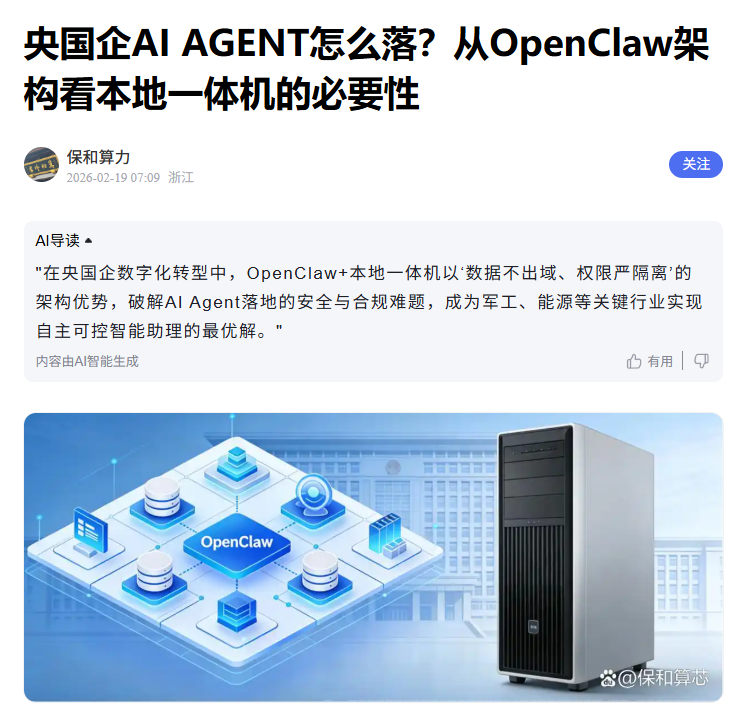 央国企AI AGENT怎么落？从OpenClaw架
构看本地一体机的必要性
保和算力
2026-02-19 07:09 浙江
关注
AI导读
"在央国企数字化转型中，OpenClaw+本地一体机以‘数据不出域、权限严隔离’的
架构优势，破解AI Agent落地的安全与合规难题，成为军工、能源等关键行业实现
自主可控智能助理的最优解。"
内容由AI智能生成
有用
OpenClaw
@保和算芯